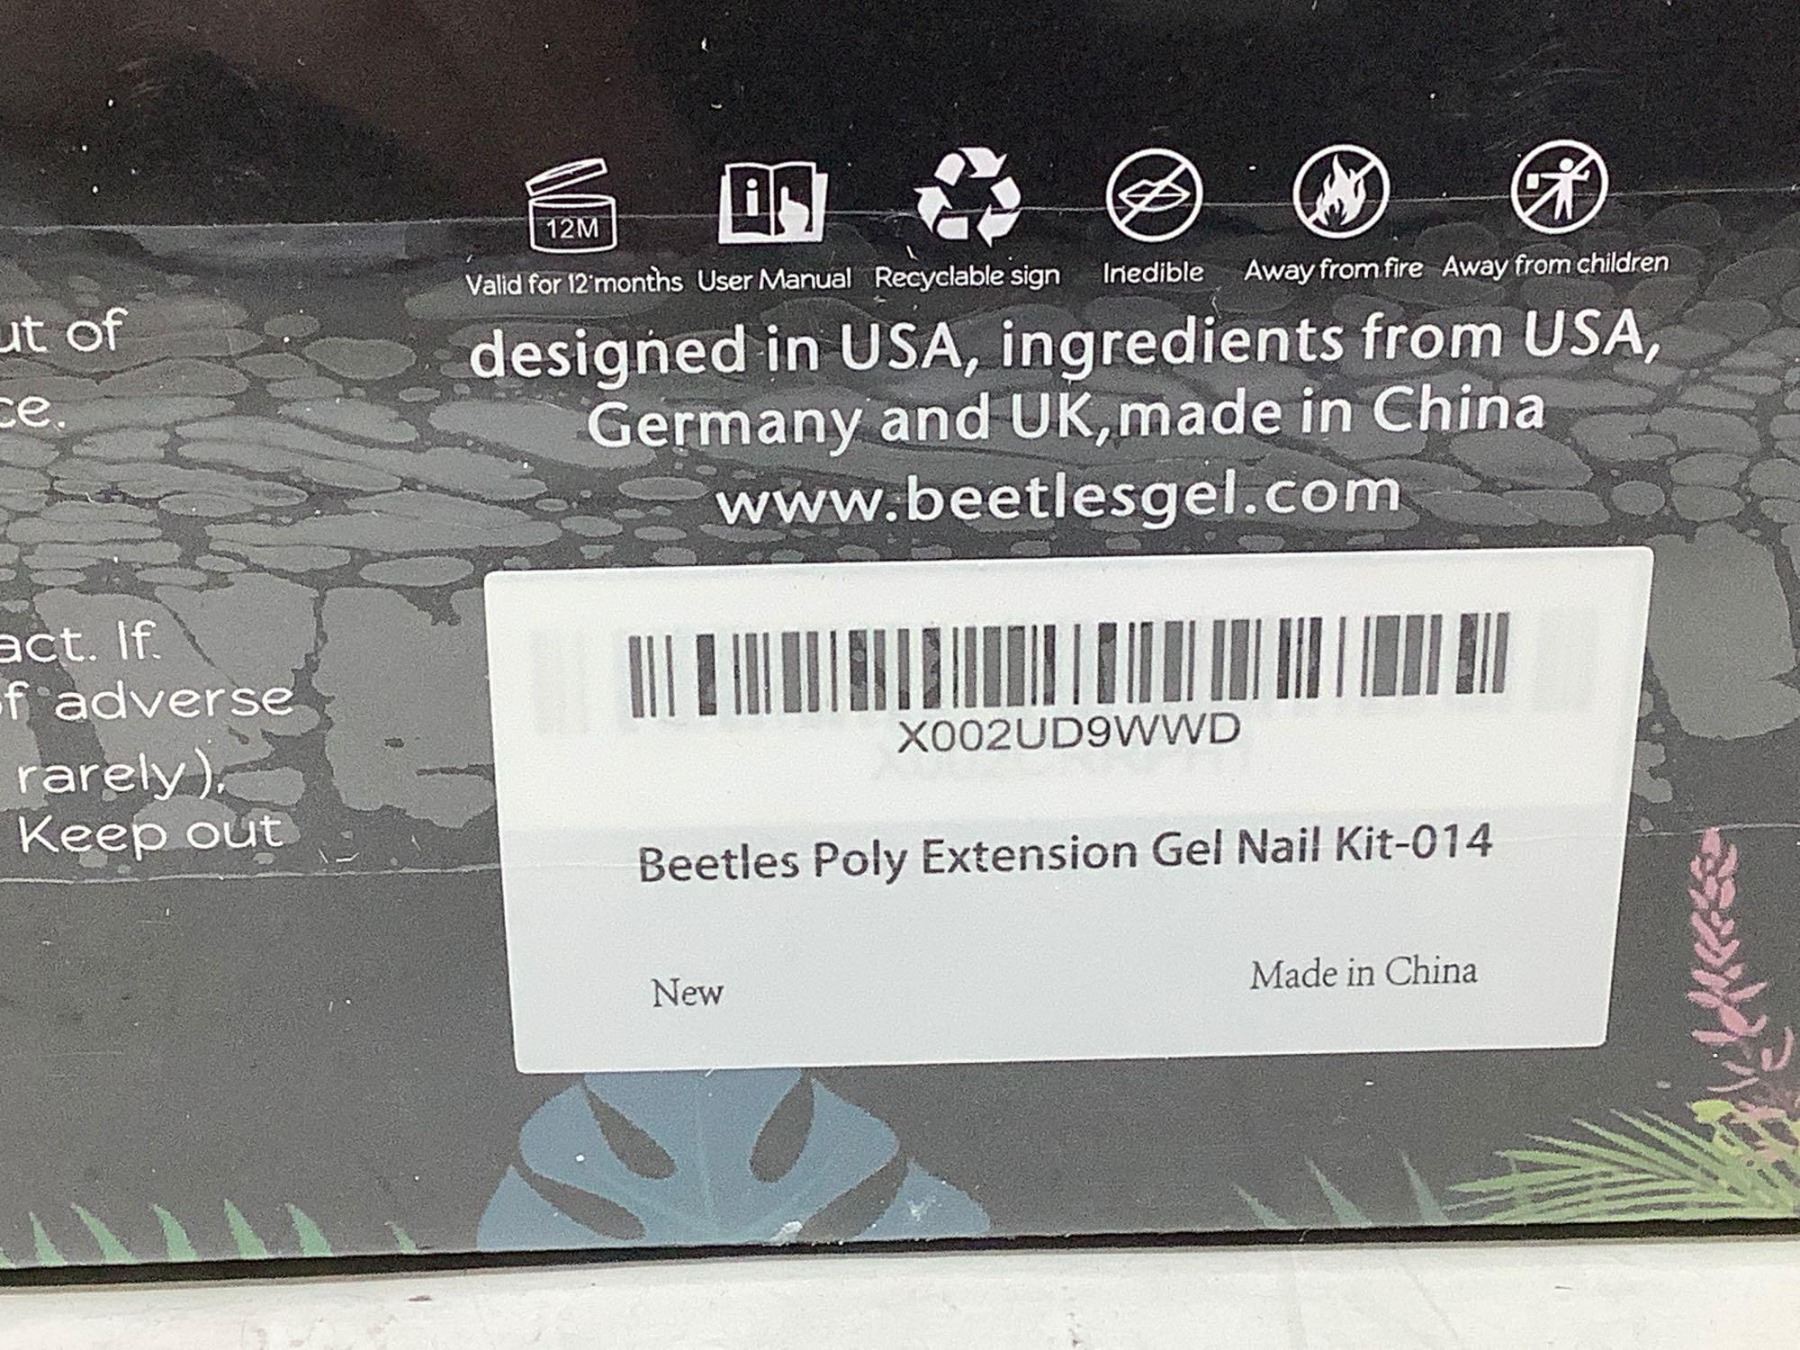 12M
Valid for 12 months User Manual Recyclable sign Inedible Away from fire Away from children
designed in USA, ingredients from USA,
Germany and UK,made in China
www.beetlesgel.com
ut of
ce.
act. If
of adverse
rarely),
Keep out
X002UD9WWD
Beetles Poly Extension Gel Nail Kit-014
New
Made in China